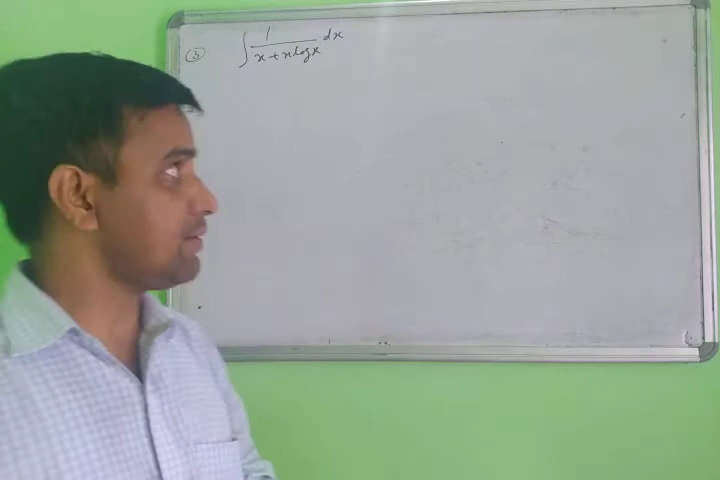 ③ ∫ 1/(x + x log x) dx